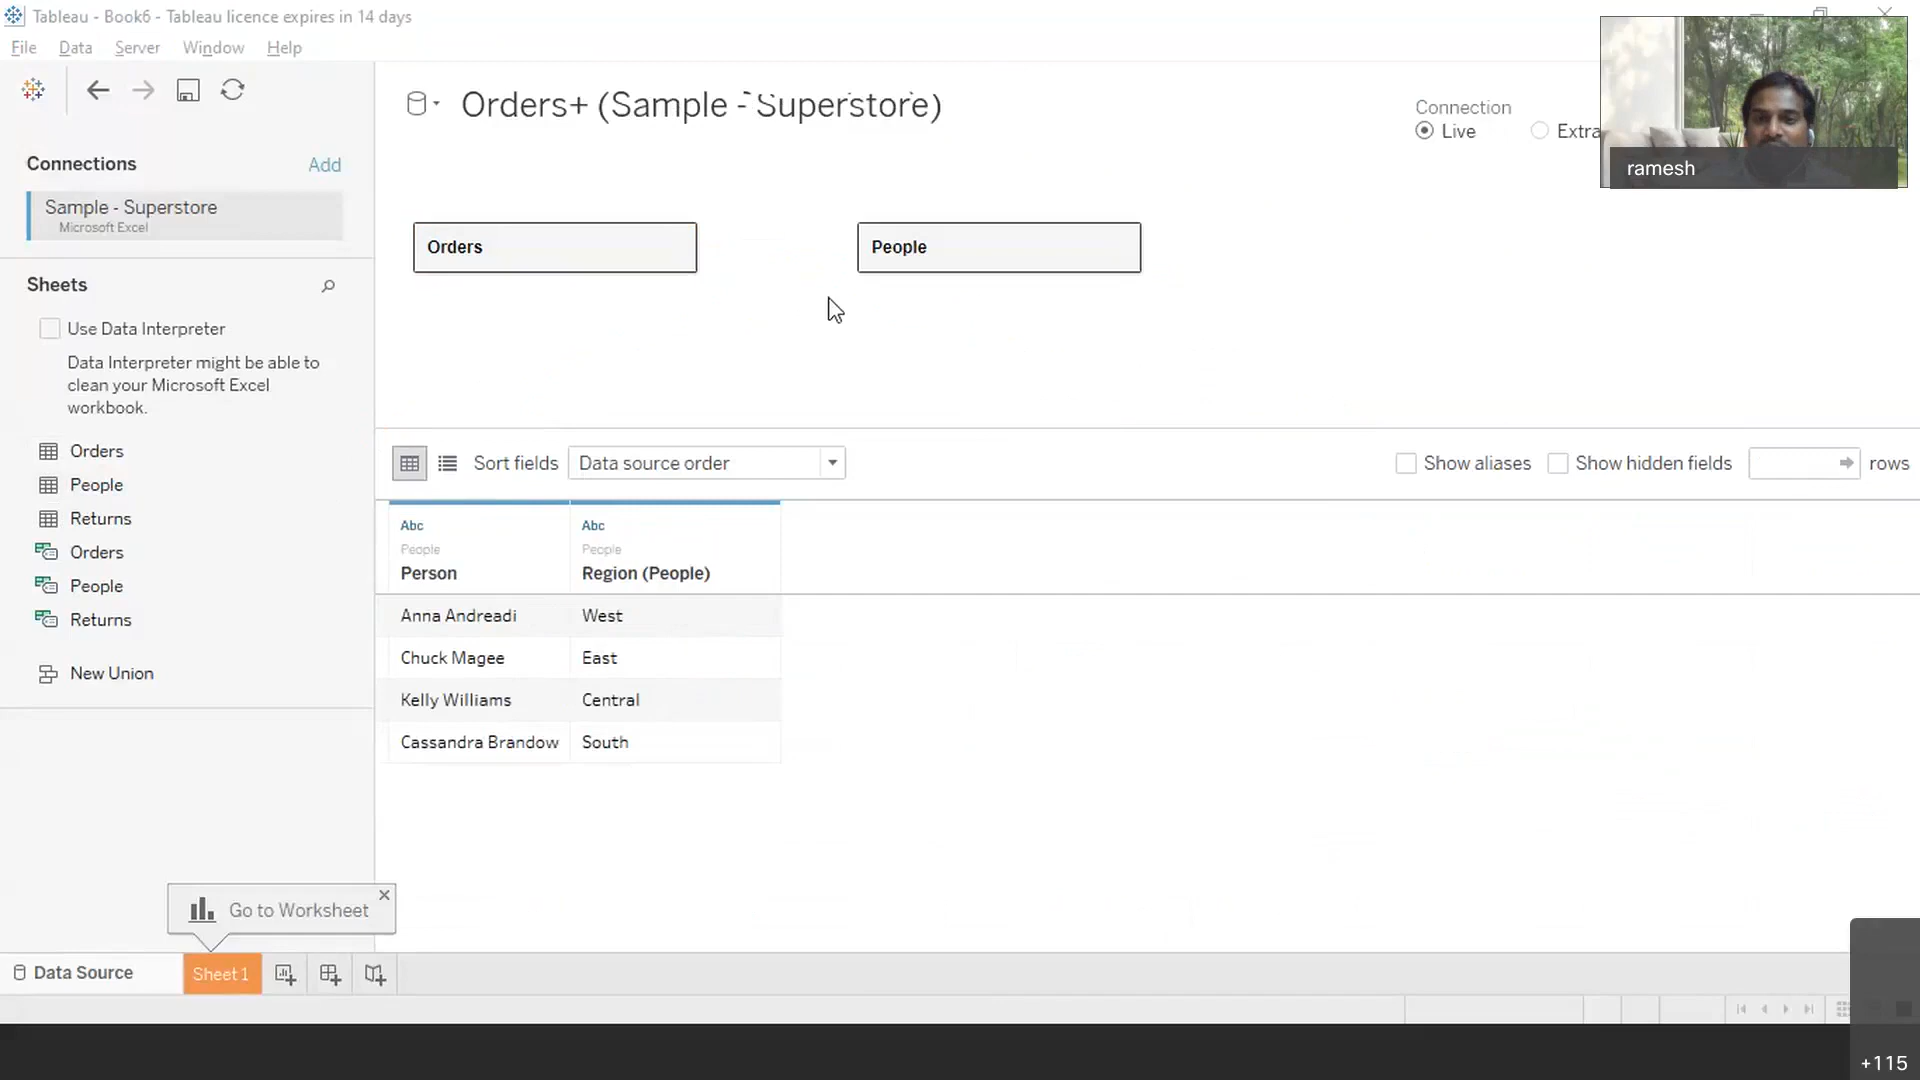 Tableau - Book6 - Tableau licence expires in 14 days
File Data Server Window Help
Connections Add
Sample - Superstore
Microsoft Excel
Sheets
Use Data Interpreter
Data Interpreter might be able to
clean your Microsoft Excel
workbook.
Orders
People
Returns
Orders
People
Returns
New Union
Orders+ (Sample - Superstore)
Connection
Live Extra
ramesh
Orders People
Sort fields Data source order Show aliases Show hidden fields rows
Abc Abc
People People
Person Region (People)
Anna Andreadi West
Chuck Magee East
Kelly Williams Central
Cassandra Brandow South
Go to Worksheet
Data Source Sheet 1
+115